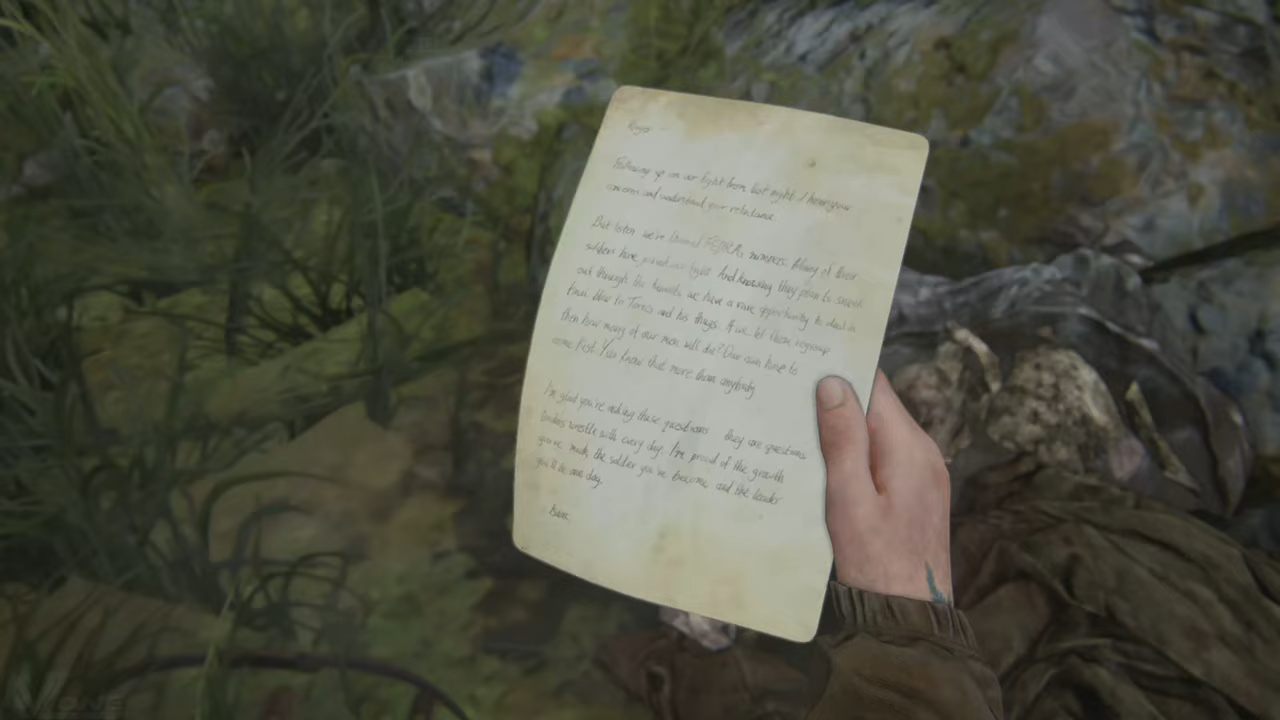 Following up on our fight from last night. I hear your
concerns and understand your reluctance.
But listen we've thinned FEDRA's numbers. Many of their
soldiers have joined our fight. And knowing they plan to sneak
out through the tunnels, we have a rare opportunity to deal a
final blow to Torres and his thugs. If we let them regroup
then how many of our men will die? Our own have to
come first. You know that more than anybody
I'm glad you're asking these questions they are questions
leaders wrestle with every day. I'm proud of the growth
you've made, the soldier you've become and the leader
you'll be one day.
Isaac